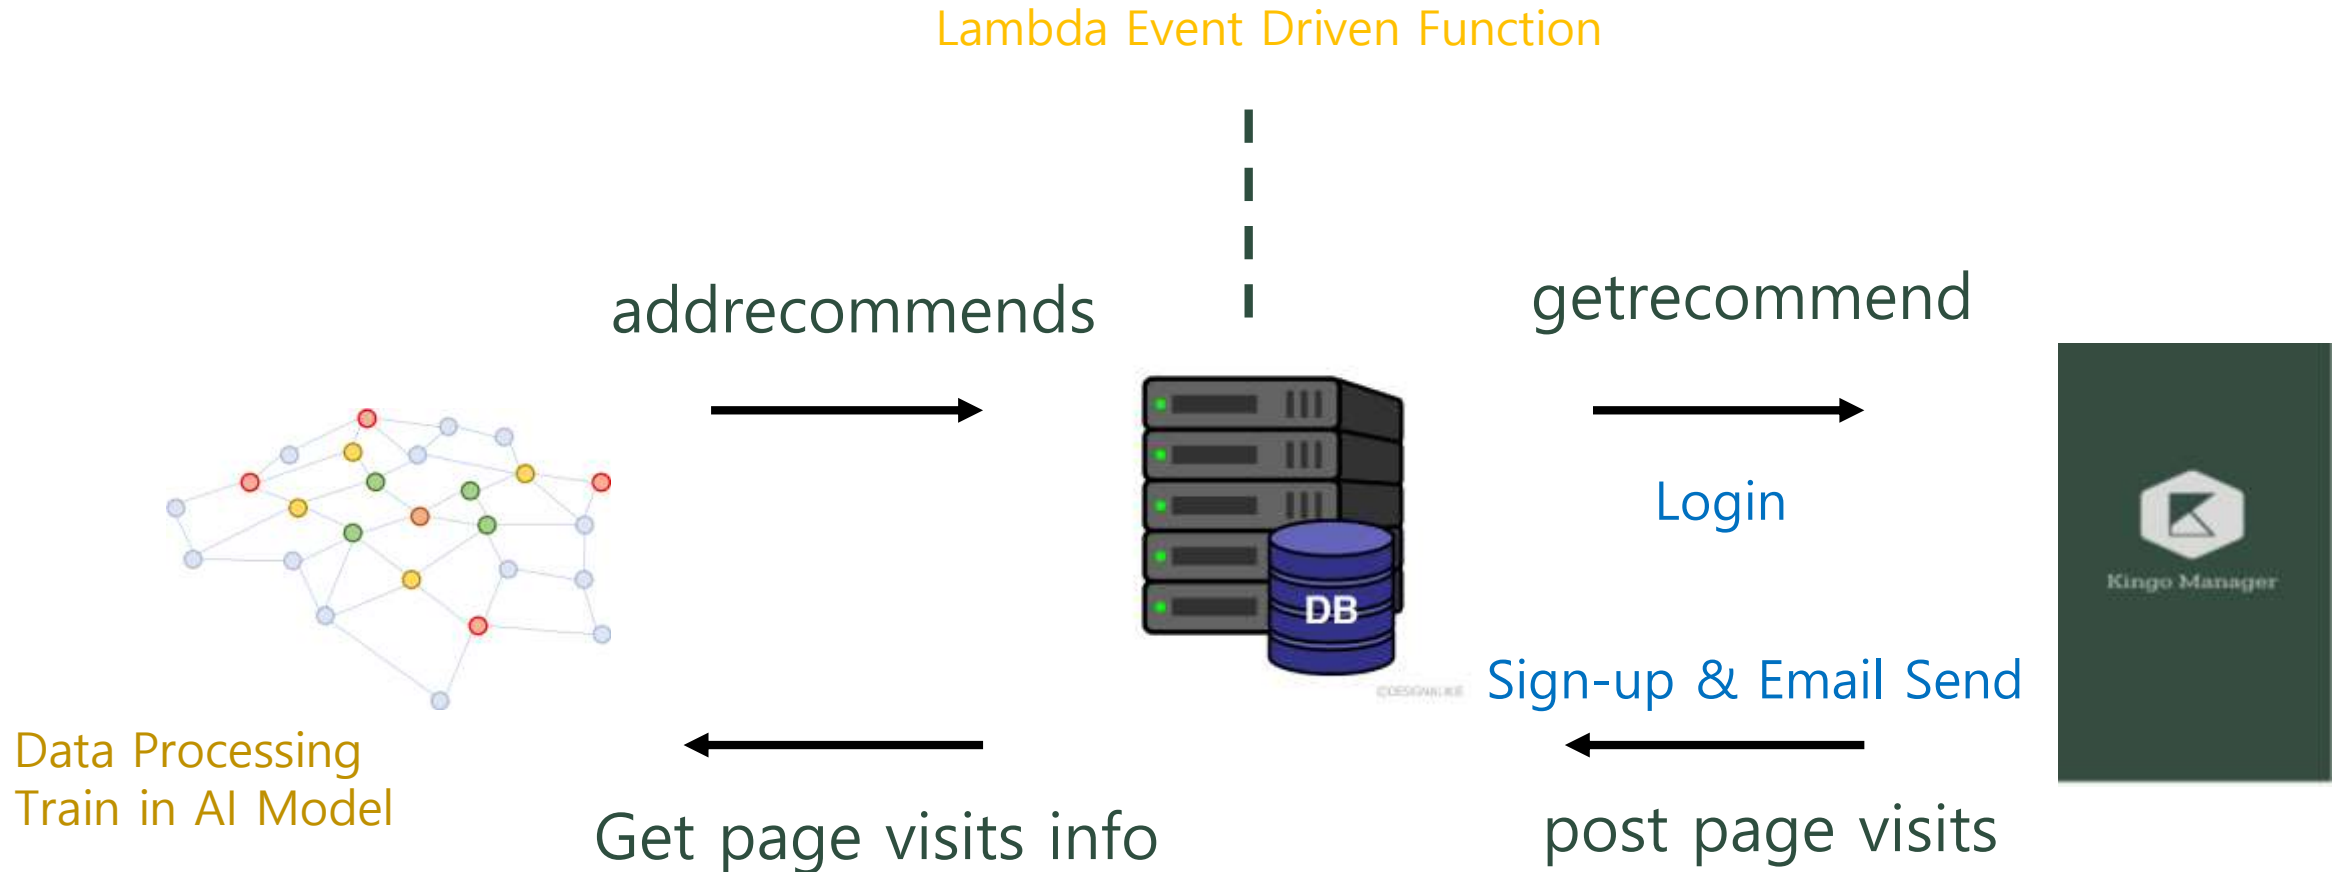 Lambda Event Driven Function
addrecommends
getrecommend
Login
DB
Kingo Manager
Sign-up & Email Send
Data Processing
Train in AI Model
Get page visits info
post page visits